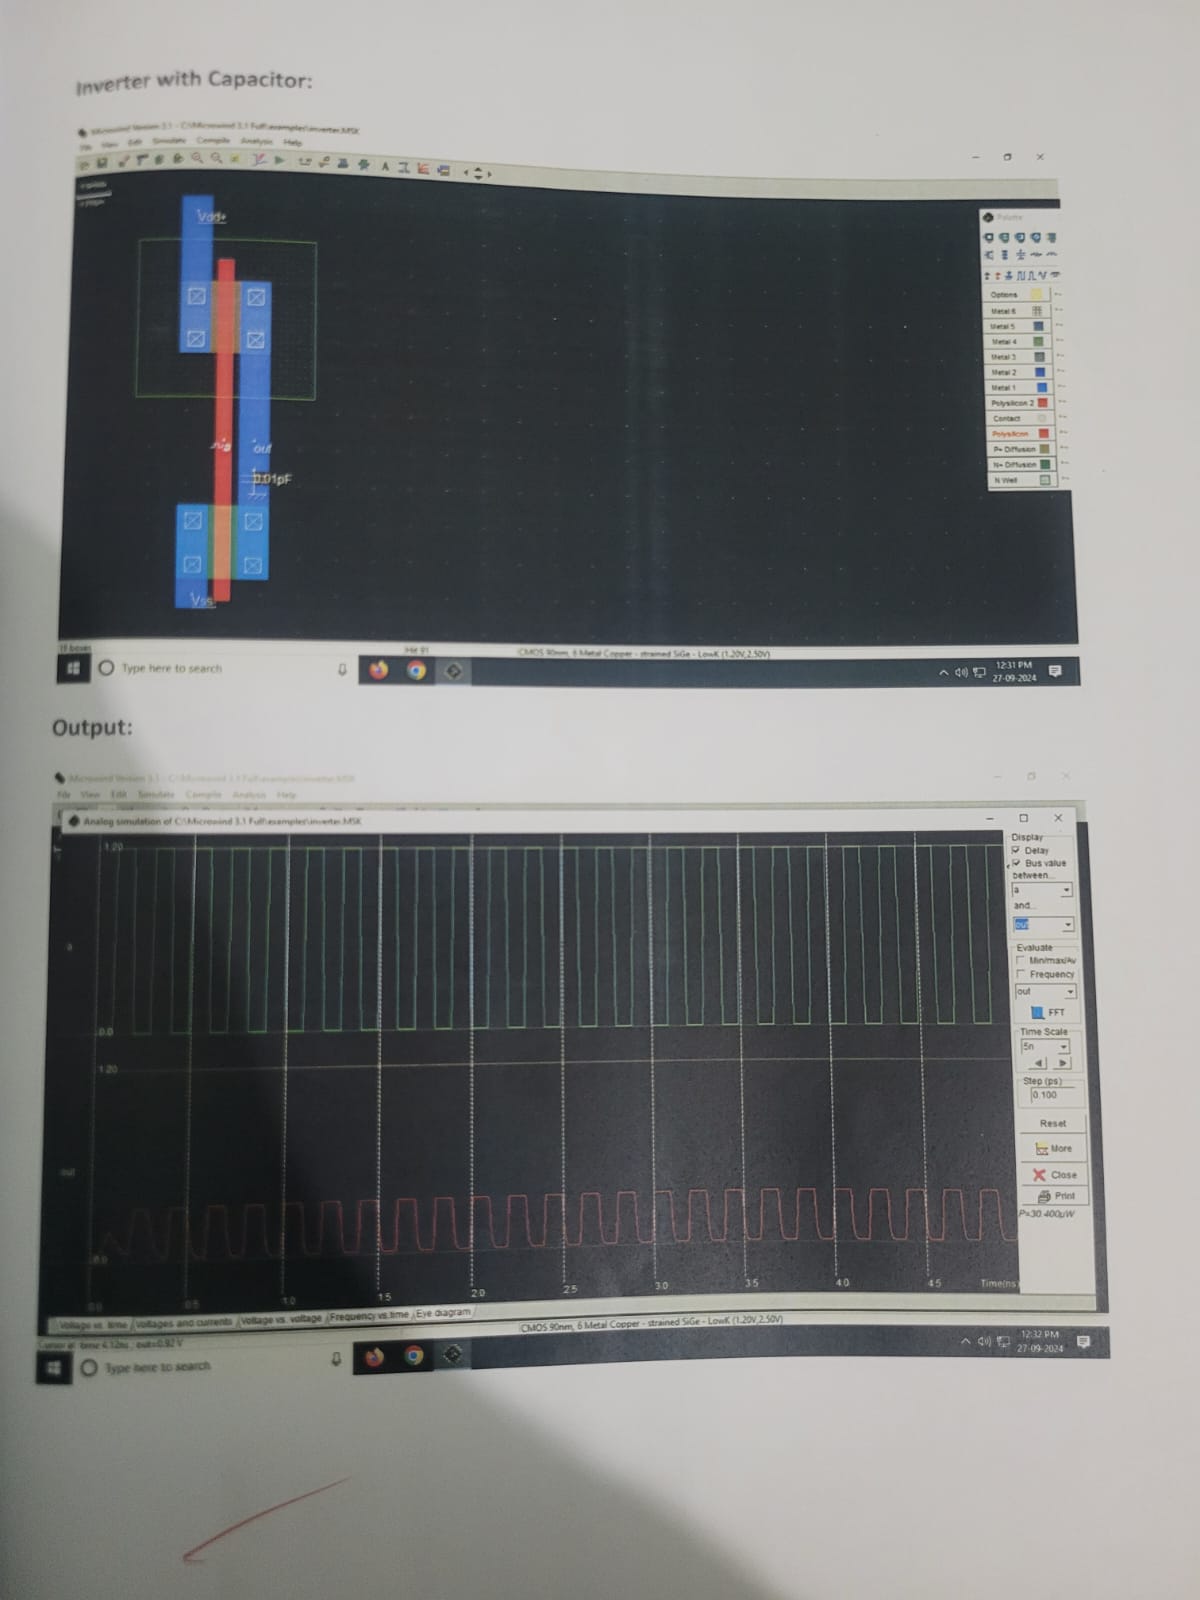 Inverter with Capacitor:
Microwind Version 3.1 - C:\Microwind 3.1 Full\examples\inverter.MSK
File View Edit Simulate Compile Analysis Help
Palette
Vdd+
Options
Metal 6
Metal 5
Metal 4
Metal 3
Metal 2
Metal 1
Polysilicon 2
Contact
Polysilicon
P+ Diffusion
N+ Diffusion
N Well
out
0.01pF
Vss-
CMOS 90nm, 6 Metal Copper - strained SiGe - LowK (1.20V,2.50V)
Type here to search
12:31 PM
27-09-2024
Output:
Microwind Version 3.1 - C:\Microwind 3.1 Full\examples\inverter.MSK
File View Edit Simulate Compile Analysis Help
Analog simulation of C:\Microwind 3.1 Full\examples\inverter.MSK
1.20
a
0.0
1.20
out
0.0
0.0 0.5 1.0 1.5 2.0 2.5 3.0 3.5 4.0 4.5 Time(ns)
Display
Delay
Bus value
between...
a
and...
out
Evaluate
Min/max/Av
Frequency
out
FFT
Time Scale
5n
Step (ps)
0.100
Reset
More
Close
Print
P=30.400µW
Voltage vs. time Voltages and currents Voltage vs. voltage Frequency vs.time Eye diagram
CMOS 90nm, 6 Metal Copper - strained SiGe - LowK (1.20V,2.50V)
Type here to search
12:32 PM
27-09-2024